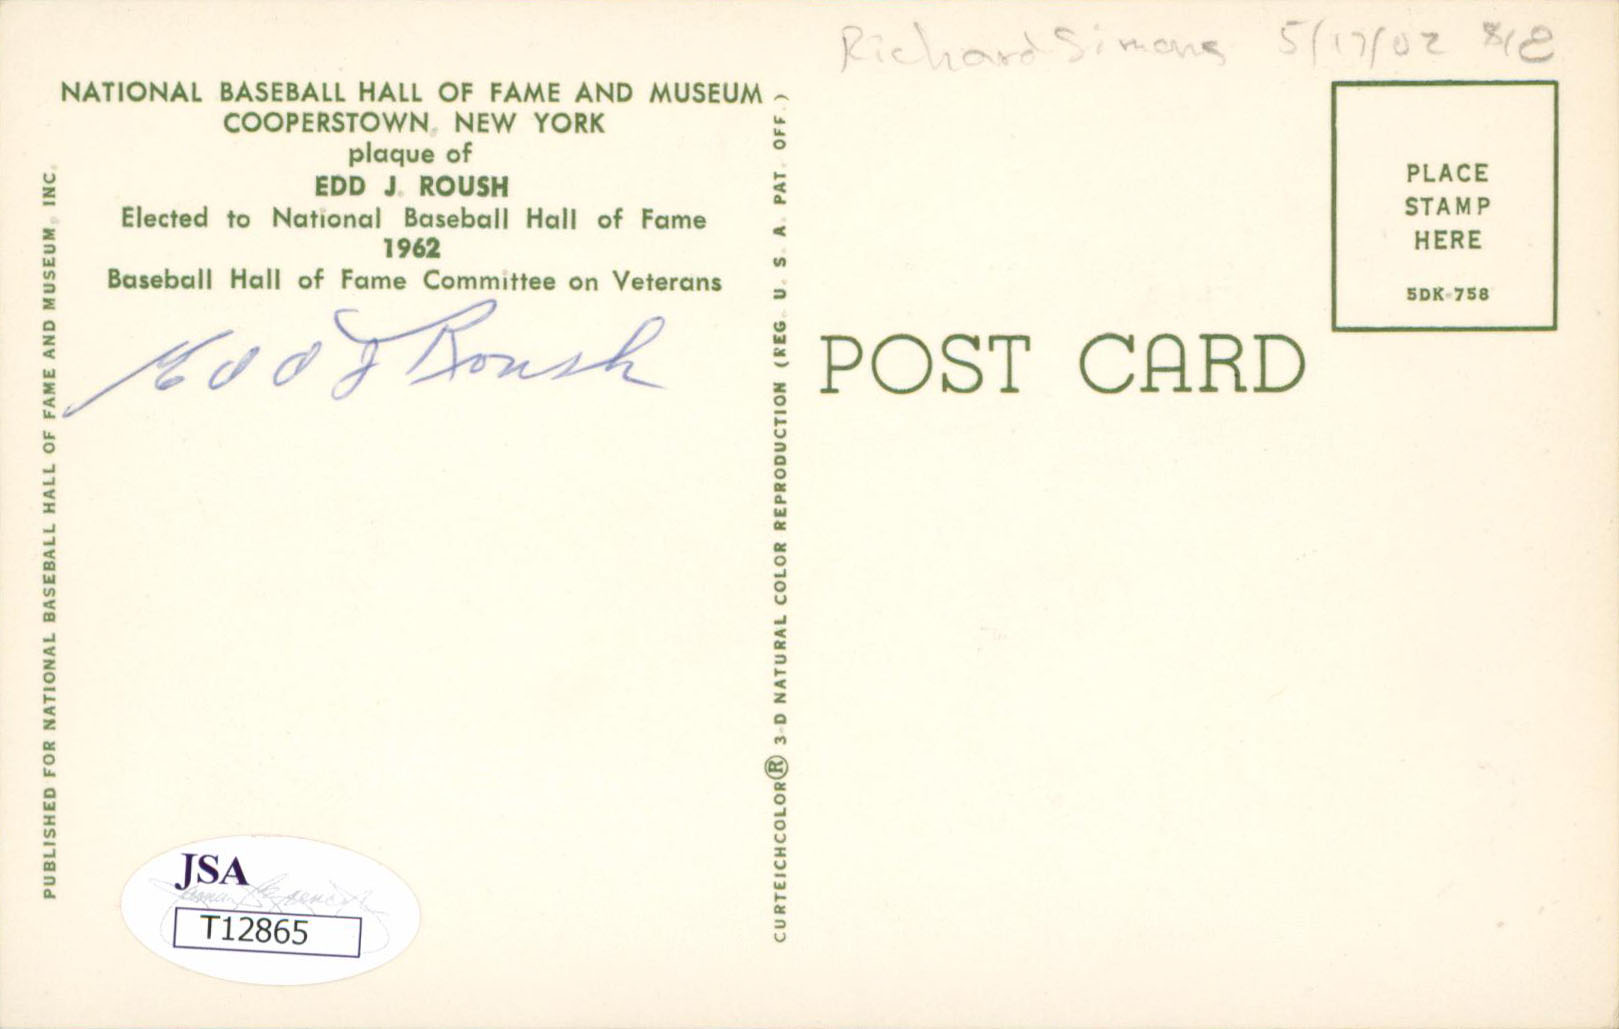 Richard Simons 5/17/02 $18
NATIONAL BASEBALL HALL OF FAME AND MUSEUM
COOPERSTOWN, NEW YORK
plaque of
EDD J. ROUSH
Elected to National Baseball Hall of Fame
1962
Baseball Hall of Fame Committee on Veterans
Edd J Roush
PUBLISHED FOR NATIONAL BASEBALL HALL OF FAME AND MUSEUM, INC.
CURTEICHCOLOR® 3-D NATURAL COLOR REPRODUCTION (REG. U. S. A. PAT. OFF.)
PLACE
STAMP
HERE
5DK-758
POST CARD
JSA
T12865